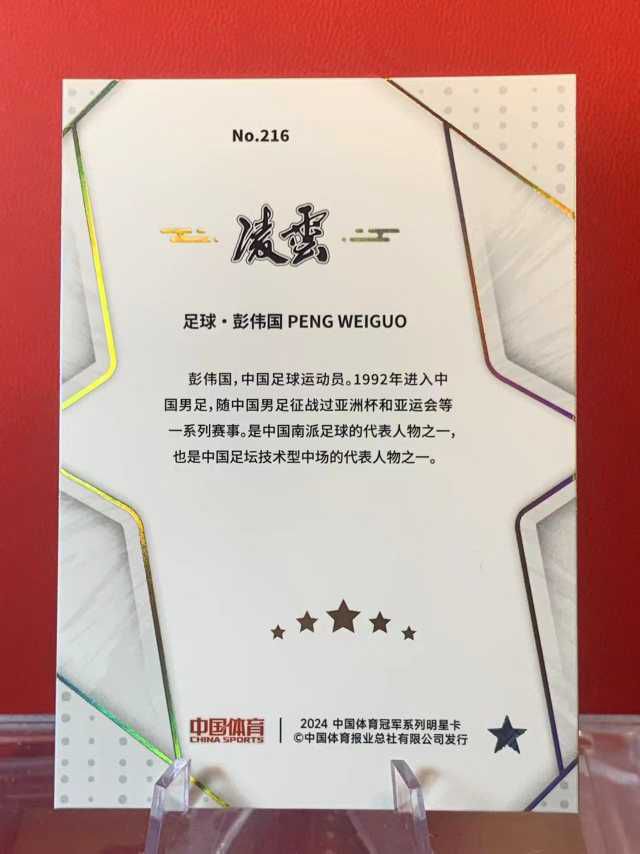 No.216
凌雲
足球·彭伟国 PENG WEIGUO
彭伟国,中国足球运动员。1992年进入中
国男足,随中国男足征战过亚洲杯和亚运会等
一系列赛事。是中国南派足球的代表人物之一,
也是中国足坛技术型中场的代表人物之一。
中国体育
CHINA SPORTS
2024 中国体育冠军系列明星卡
©中国体育报业总社有限公司发行